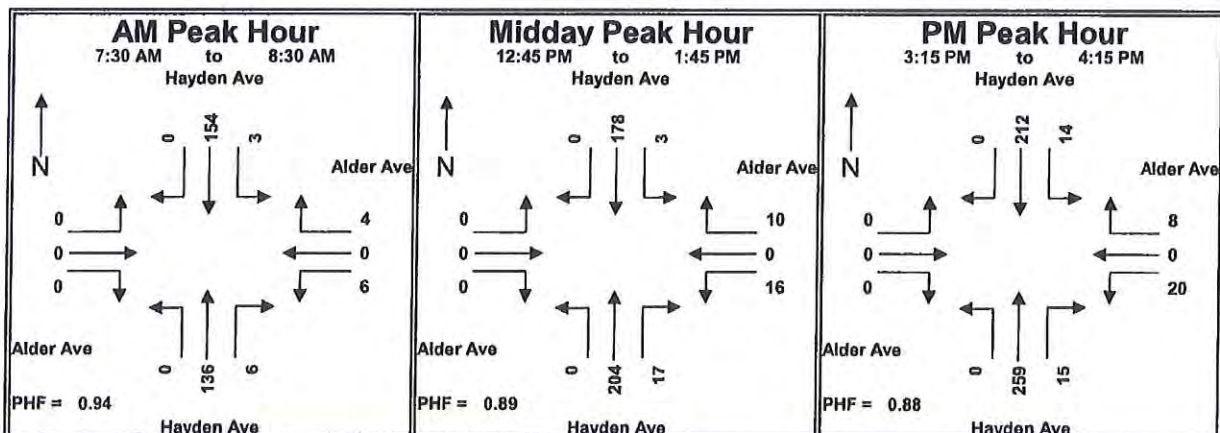 AM Peak Hour
7:30 AM to 8:30 AM
Hayden Ave
N
0 154 3
Alder Ave
0 4
0 0
0 6
Alder Ave
0 136 6
PHF = 0.94
Hayden Ave
Midday Peak Hour
12:45 PM to 1:45 PM
Hayden Ave
N
0 178 3
Alder Ave
0 10
0 0
0 16
Alder Ave
0 204 17
PHF = 0.89
Hayden Ave
PM Peak Hour
3:15 PM to 4:15 PM
Hayden Ave
N
0 212 14
Alder Ave
0 8
0 0
0 20
Alder Ave
0 259 15
PHF = 0.88
Hayden Ave